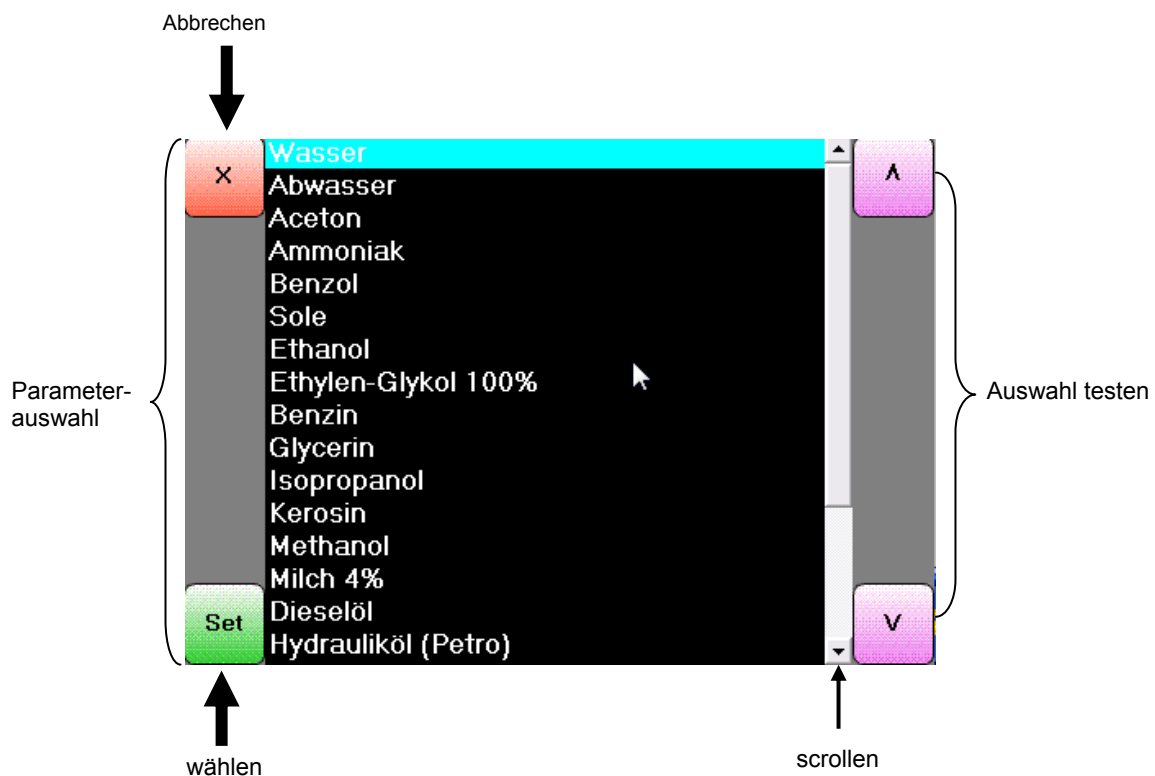 Abbrechen
X
Wasser
Abwasser
Aceton
Ammoniak
Benzol
Sole
Ethanol
Ethylen-Glykol 100%
Benzin
Glycerin
Isopropanol
Kerosin
Methanol
Milch 4%
Dieselöl
Hydrauliköl (Petro)
Set
ʌ
v
Parameter-
auswahl
Auswahl testen
wählen
scrollen